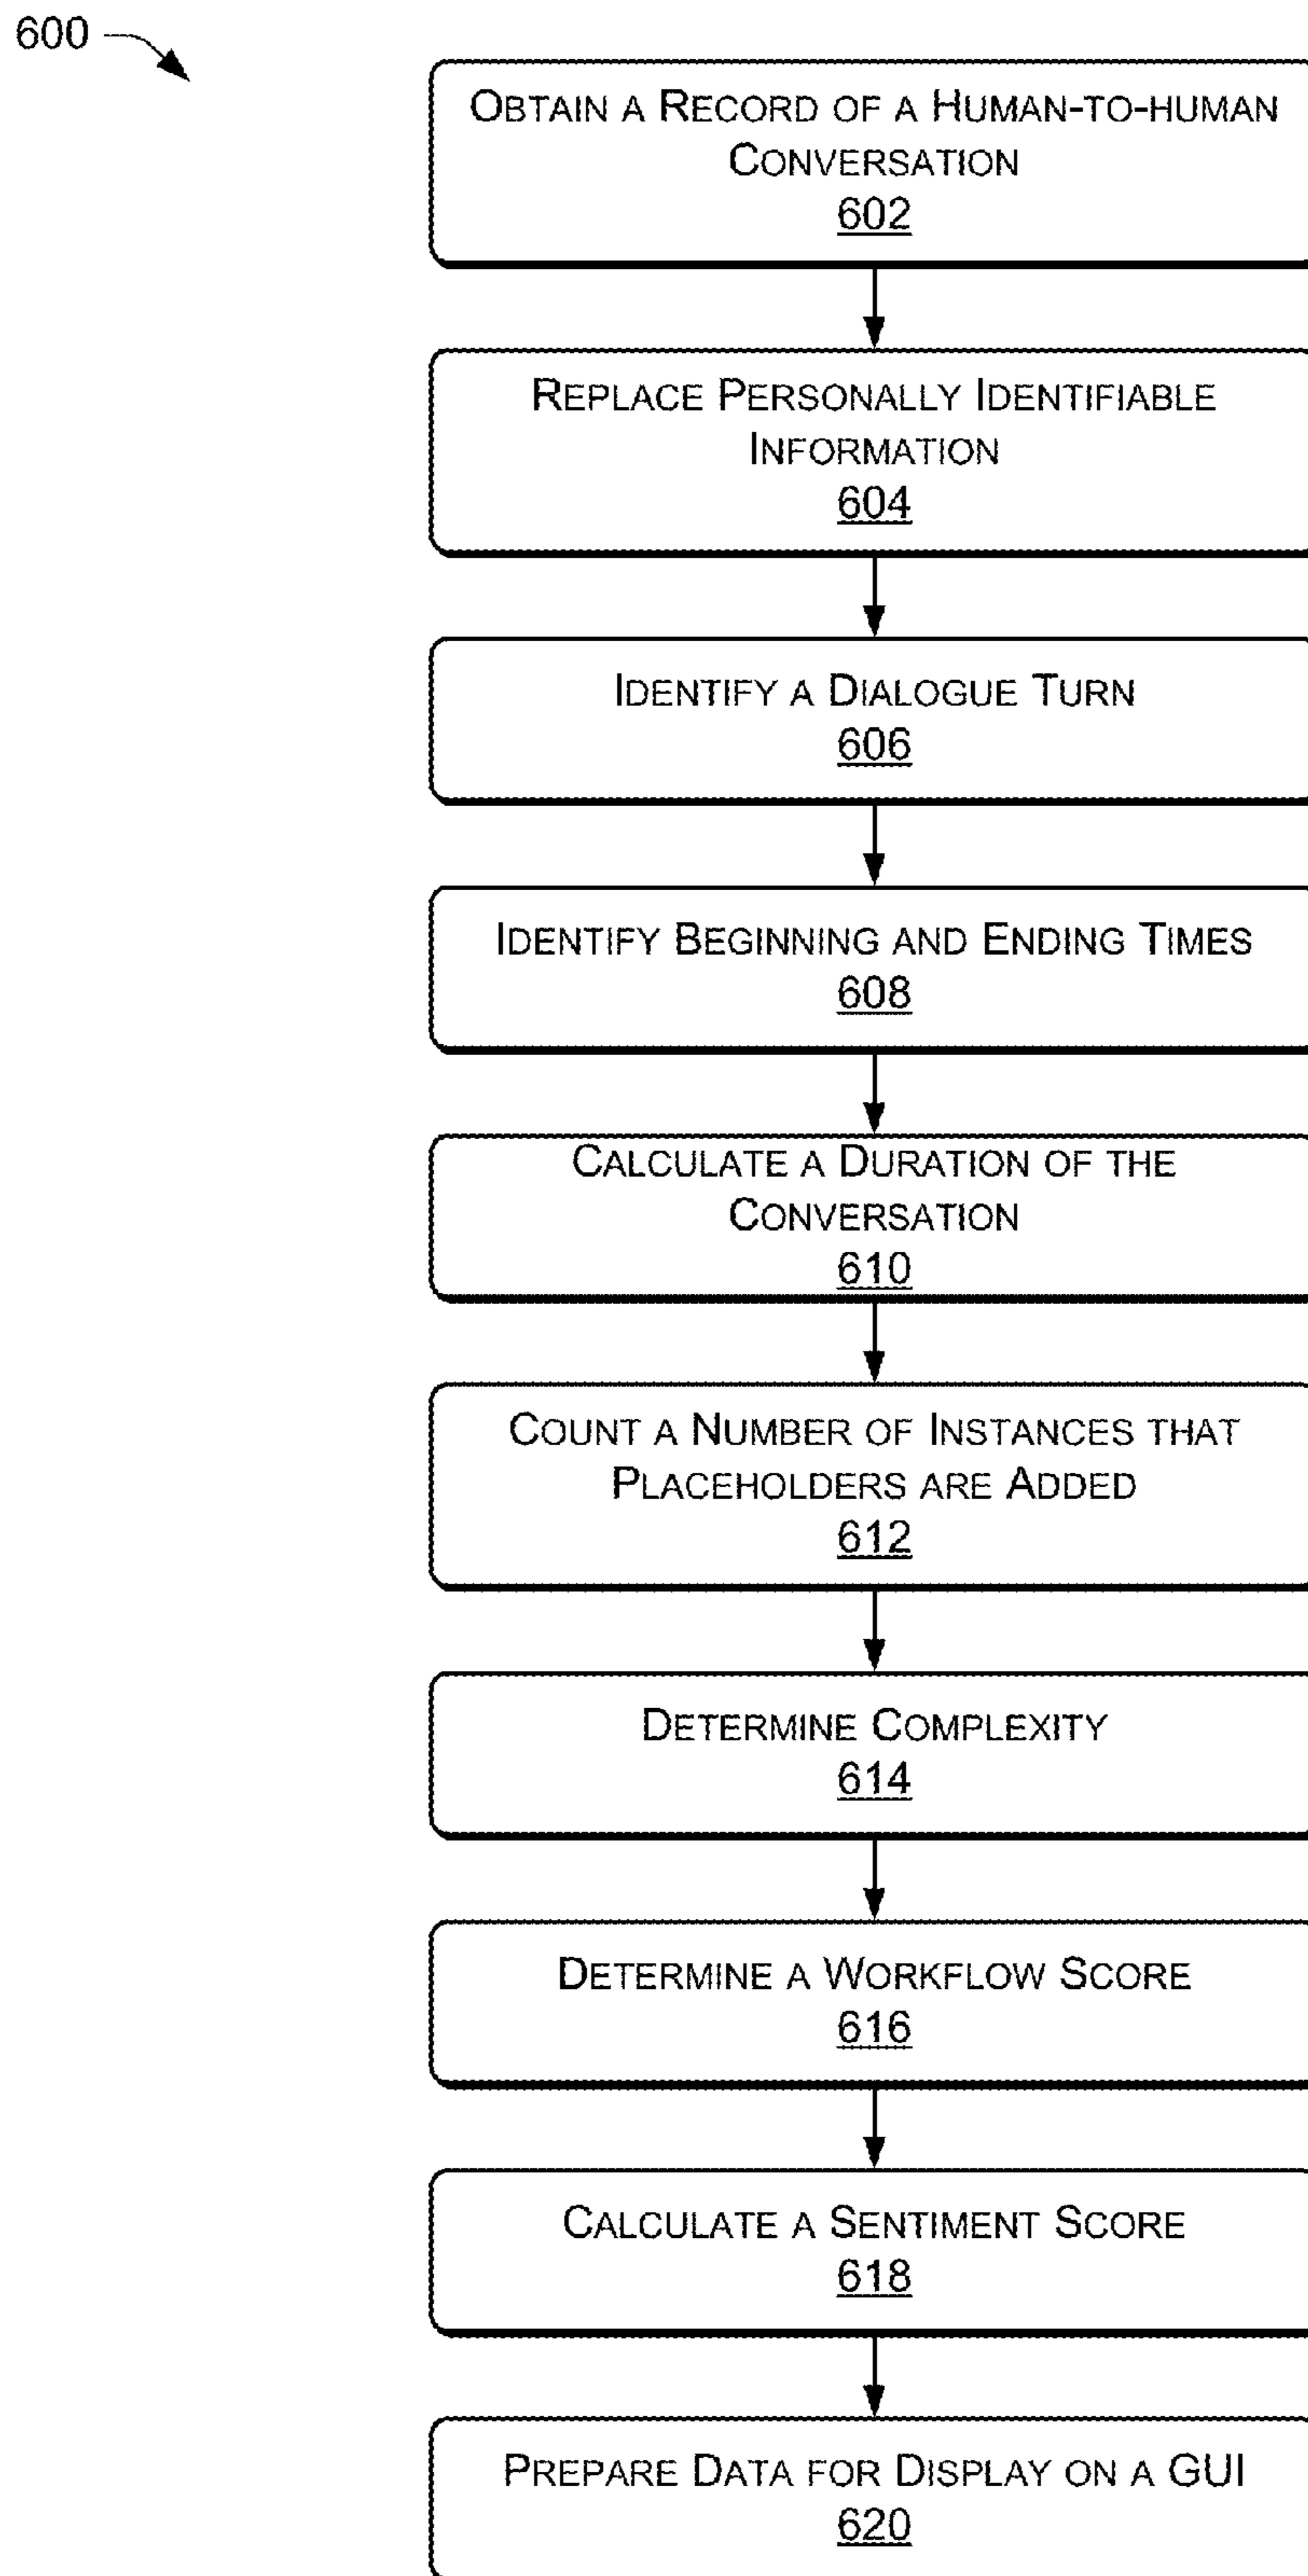 600
OBTAIN A RECORD OF A HUMAN-TO-HUMAN
CONVERSATION
602
REPLACE PERSONALLY IDENTIFIABLE
INFORMATION
604
IDENTIFY A DIALOGUE TURN
606
IDENTIFY BEGINNING AND ENDING TIMES
608
CALCULATE A DURATION OF THE
CONVERSATION
610
COUNT A NUMBER OF INSTANCES THAT
PLACEHOLDERS ARE ADDED
612
DETERMINE COMPLEXITY
614
DETERMINE A WORKFLOW SCORE
616
CALCULATE A SENTIMENT SCORE
618
PREPARE DATA FOR DISPLAY ON A GUI
620